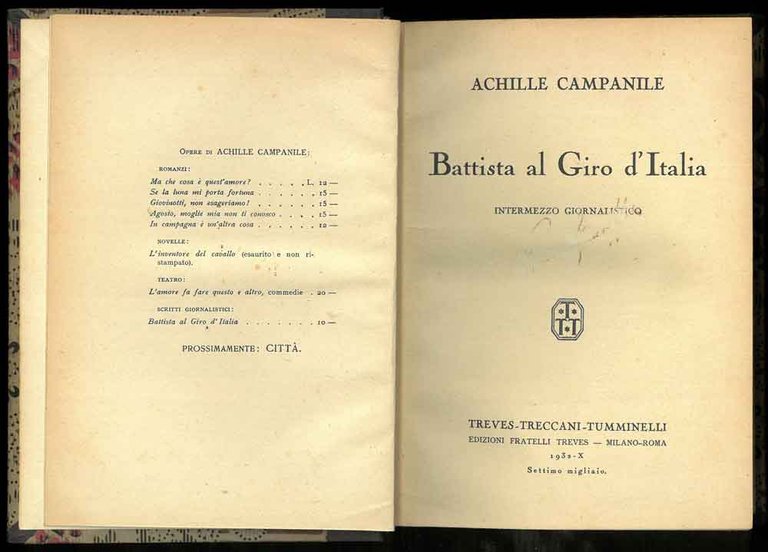 OPERE DI ACHILLE CAMPANILE:
ROMANZI:
Ma che cosa è quest'amore? . . . . . L. 12 —
Se la luna mi porta fortuna . . . . . . . 15 —
Giovinotti, non esageriamo! . . . . . . . 15 —
Agosto, moglie mia non ti conosco . . . . 15 —
In campagna è un'altra cosa . . . . . . . 10 —
NOVELLE:
L'inventore del cavallo (esaurito e non ri-
stampato).
TEATRO:
L'amore fa fare questo e altro, commedie . 20 —
SCRITTI GIORNALISTICI:
Battista al Giro d'Italia . . . . . . . . 10 —
PROSSIMAMENTE: CITTÀ.
ACHILLE CAMPANILE
Battista al Giro d'Italia
INTERMEZZO GIORNALISTICO
TTT
TREVES-TRECCANI-TUMMINELLI
EDIZIONI FRATELLI TREVES — MILANO-ROMA
1932-X
Settimo migliaio.